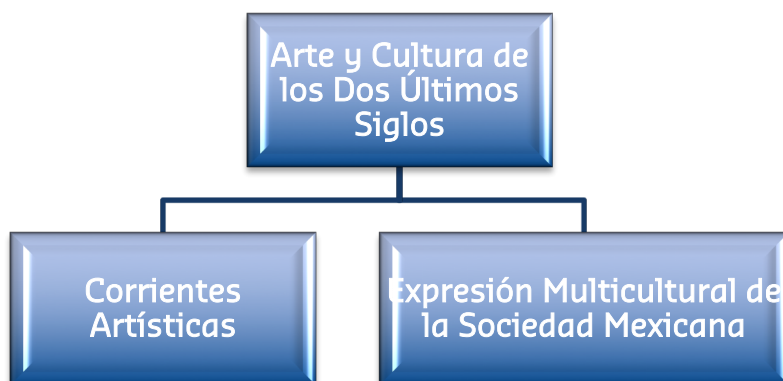 Arte y Cultura de
los Dos Últimos
Siglos
Corrientes
Artísticas
Expresión Multicultural de
la Sociedad Mexicana